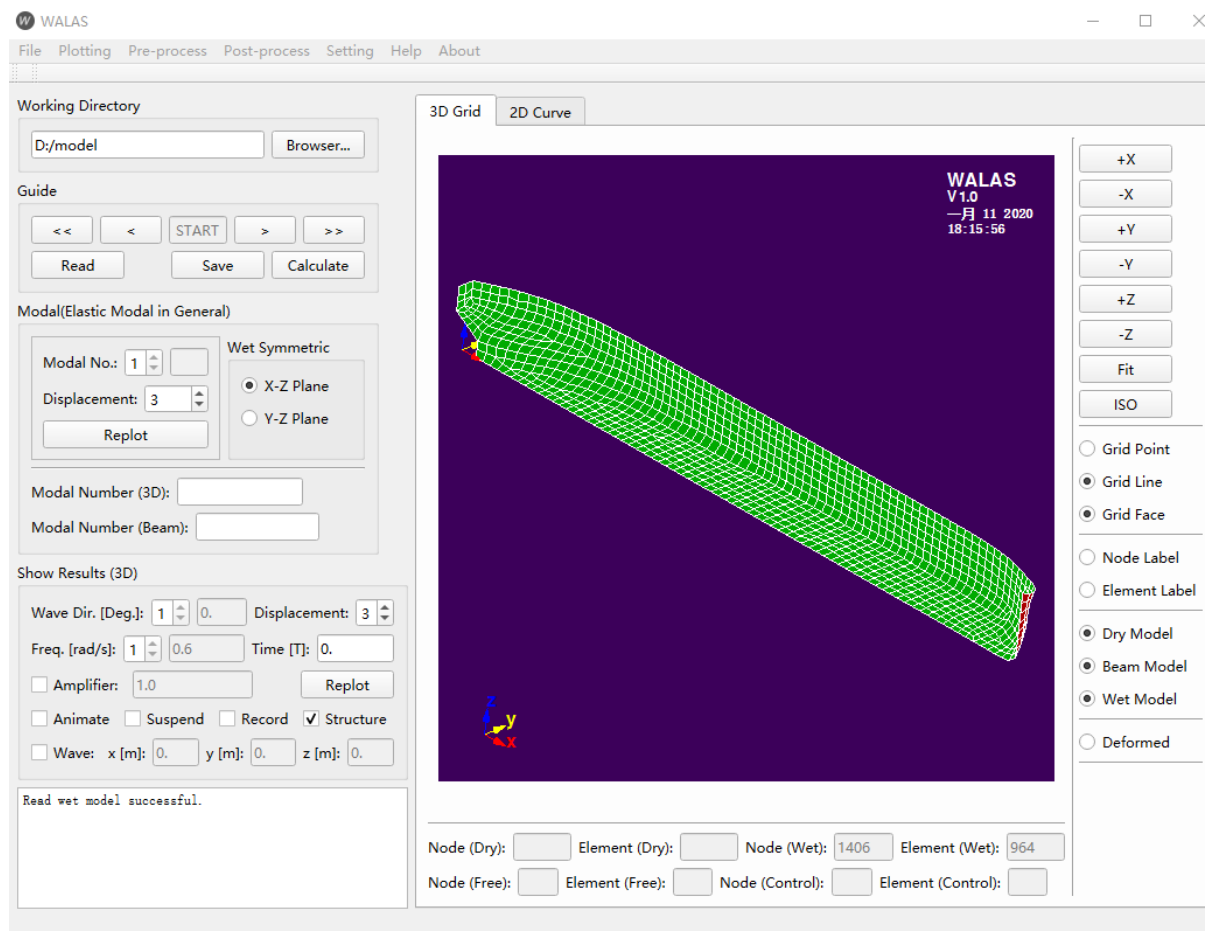 WALAS
File Plotting Pre-process Post-process Setting Help About
Working Directory
D:/model Browser...
Guide
<< < START > >>
Read Save Calculate
Modal(Elastic Modal in General)
Modal No.: 1
Displacement: 3
Replot
Wet Symmetric
X-Z Plane
Y-Z Plane
Modal Number (3D):
Modal Number (Beam):
Show Results (3D)
Wave Dir. [Deg.]: 1 0. Displacement: 3
Freq. [rad/s]: 1 0.6 Time [T]: 0.
Amplifier: 1.0 Replot
Animate Suspend Record Structure
Wave: x [m]: 0. y [m]: 0. z [m]: 0.
Read wet model successful.
3D Grid 2D Curve
WALAS
V 1.0
一月 11 2020
18:15:56
z
y
x
Node (Dry): Element (Dry): Node (Wet): 1406 Element (Wet): 964
Node (Free): Element (Free): Node (Control): Element (Control):
+X
-X
+Y
-Y
+Z
-Z
Fit
ISO
Grid Point
Grid Line
Grid Face
Node Label
Element Label
Dry Model
Beam Model
Wet Model
Deformed